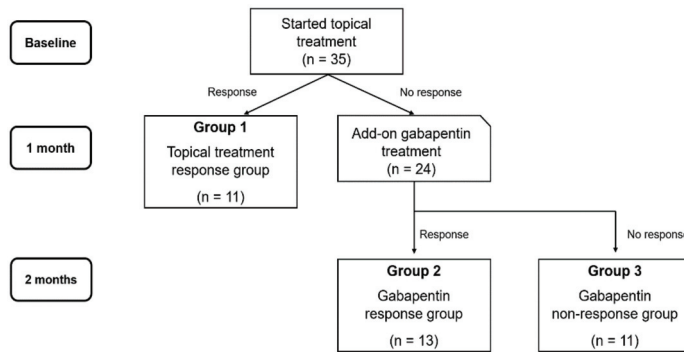 Baseline
Started topical
treatment
(n = 35)
Response
No response
1 month
Group 1
Topical treatment
response group
(n = 11)
Add-on gabapentin
treatment
(n = 24)
Response
No response
2 months
Group 2
Gabapentin
response group
(n = 13)
Group 3
Gabapentin
non-response group
(n = 11)